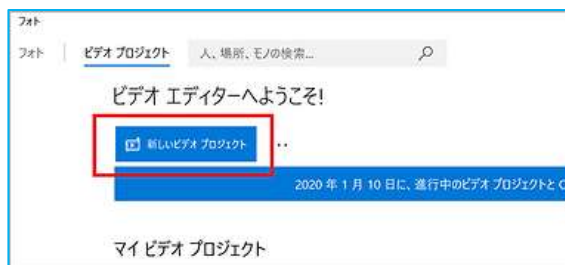 フォト
フォト ビデオ プロジェクト 人、場所、モノの検索...
ビデオ エディターへようこそ!
新しいビデオ プロジェクト ..
2020 年 1 月 10 日に、進行中のビデオ プロジェクトと
マイ ビデオ プロジェクト